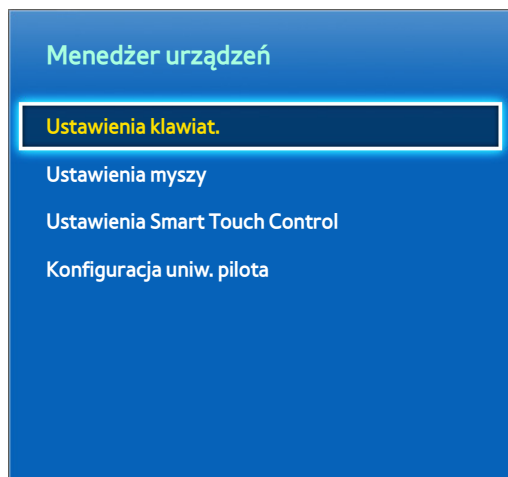 Menedżer urządzeń
Ustawienia klawiat.
Ustawienia myszy
Ustawienia Smart Touch Control
Konfiguracja uniw. pilota